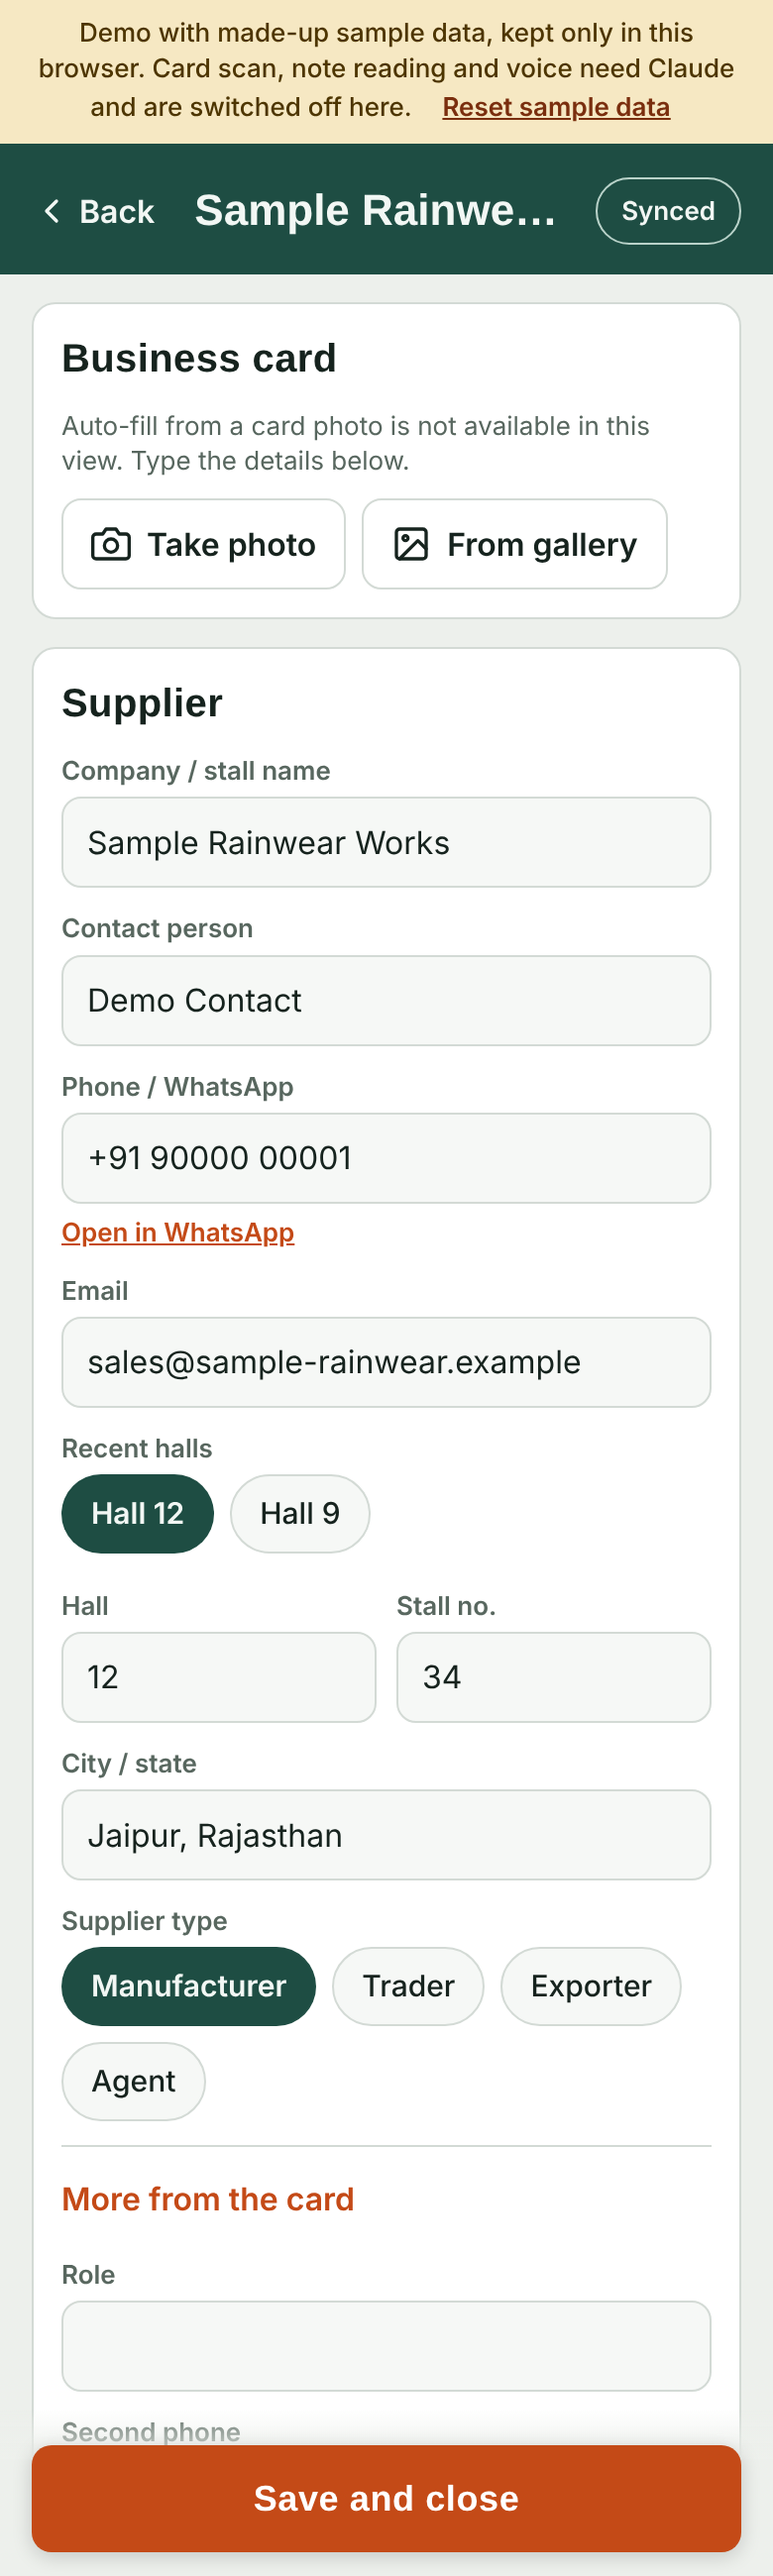 Demo with made-up sample data, kept only in this
browser. Card scan, note reading and voice need Claude
and are switched off here. Reset sample data
Back
Sample Rainwe...
Synced
Business card
Auto-fill from a card photo is not available in this
view. Type the details below.
Take photo
From gallery
Supplier
Company / stall name
Sample Rainwear Works
Contact person
Demo Contact
Phone / WhatsApp
+91 90000 00001
Open in WhatsApp
Email
sales@sample-rainwear.example
Recent halls
Hall 12
Hall 9
Hall
Stall no.
12
34
City / state
Jaipur, Rajasthan
Supplier type
Manufacturer
Trader
Exporter
Agent
More from the card
Role
Second phone
Save and close